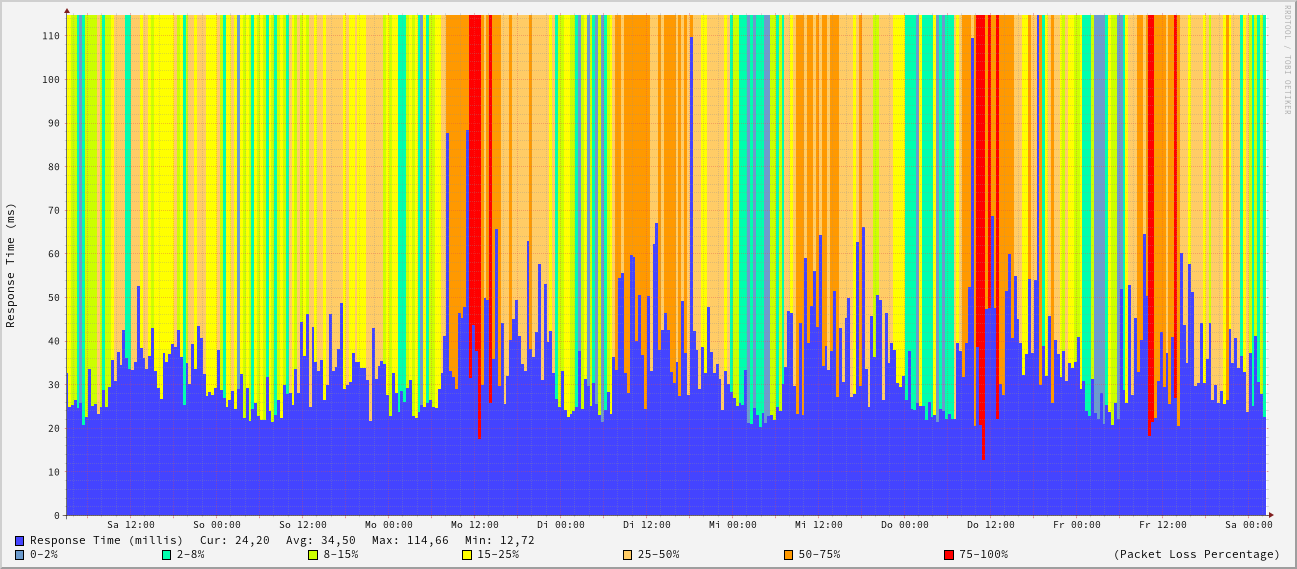 RRDTOOL / TOBI OETIKER
Response Time (ms)
110
100
90
80
70
60
50
40
30
20
10
0
Sa 12:00 So 00:00 So 12:00 Mo 00:00 Mo 12:00 Di 00:00 Di 12:00 Mi 00:00 Mi 12:00 Do 00:00 Do 12:00 Fr 00:00 Fr 12:00 Sa 00:00
Response Time (millis) Cur: 24,20 Avg: 34,50 Max: 114,66 Min: 12,72
0-2% 2-8% 8-15% 15-25% 25-50% 50-75% 75-100% (Packet Loss Percentage)